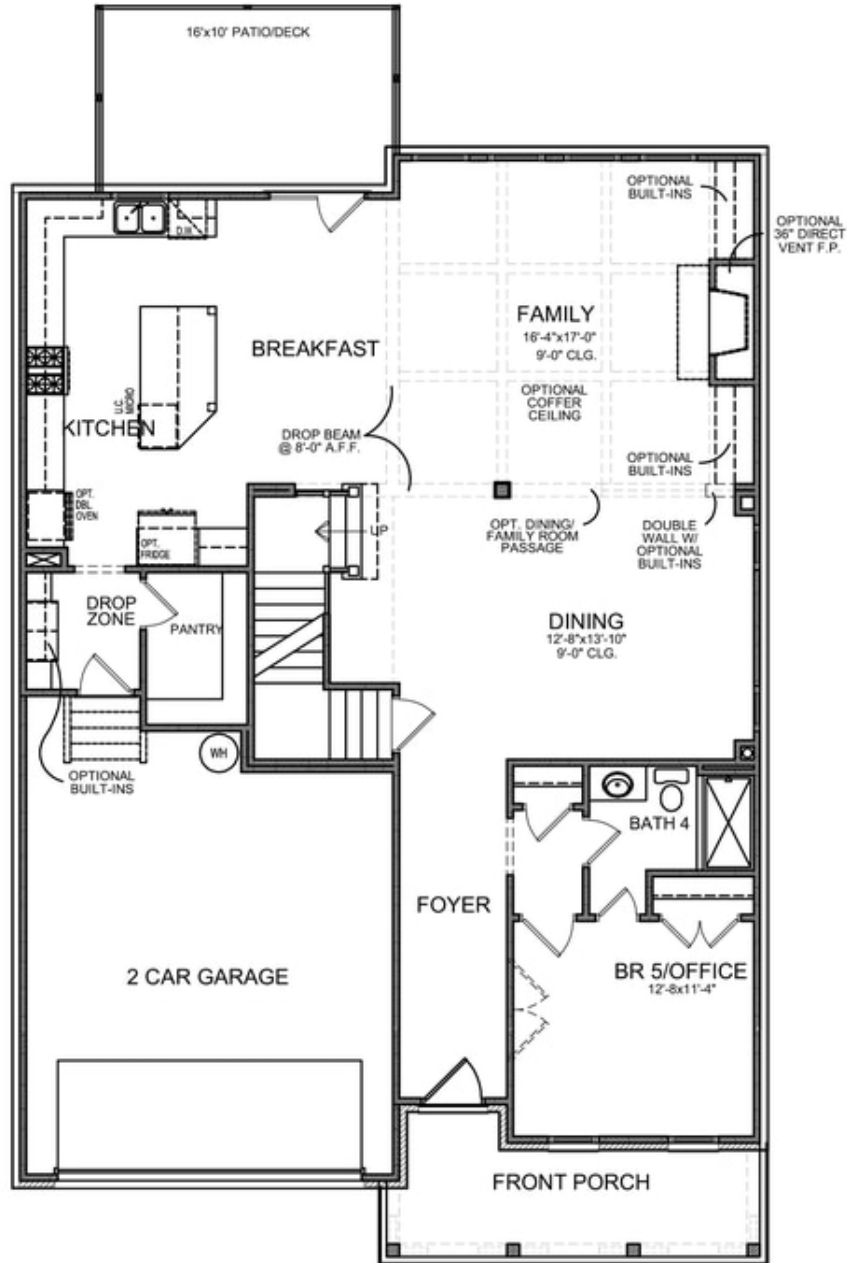 16'x10' PATIO/DECK
OPTIONAL
BUILT-INS
OPTIONAL
36" DIRECT
VENT F.P.
D.W.
FAMILY
16'-4"x17'-0"
9'-0" CLG.
BREAKFAST
OPTIONAL
COFFER
CEILING
U.C.
MICRO
KITCHEN
DROP BEAM
@ 8'-0" A.F.F.
OPTIONAL
BUILT-INS
OPT.
DBL.
OVEN
OPT.
FRIDGE
UP
OPT. DINING/
FAMILY ROOM
PASSAGE
DOUBLE
WALL W/
OPTIONAL
BUILT-INS
DROP
ZONE
PANTRY
DINING
12'-8"x13'-10"
9'-0" CLG.
WH
OPTIONAL
BUILT-INS
BATH 4
FOYER
2 CAR GARAGE
BR 5/OFFICE
12'-8x11'-4"
FRONT PORCH